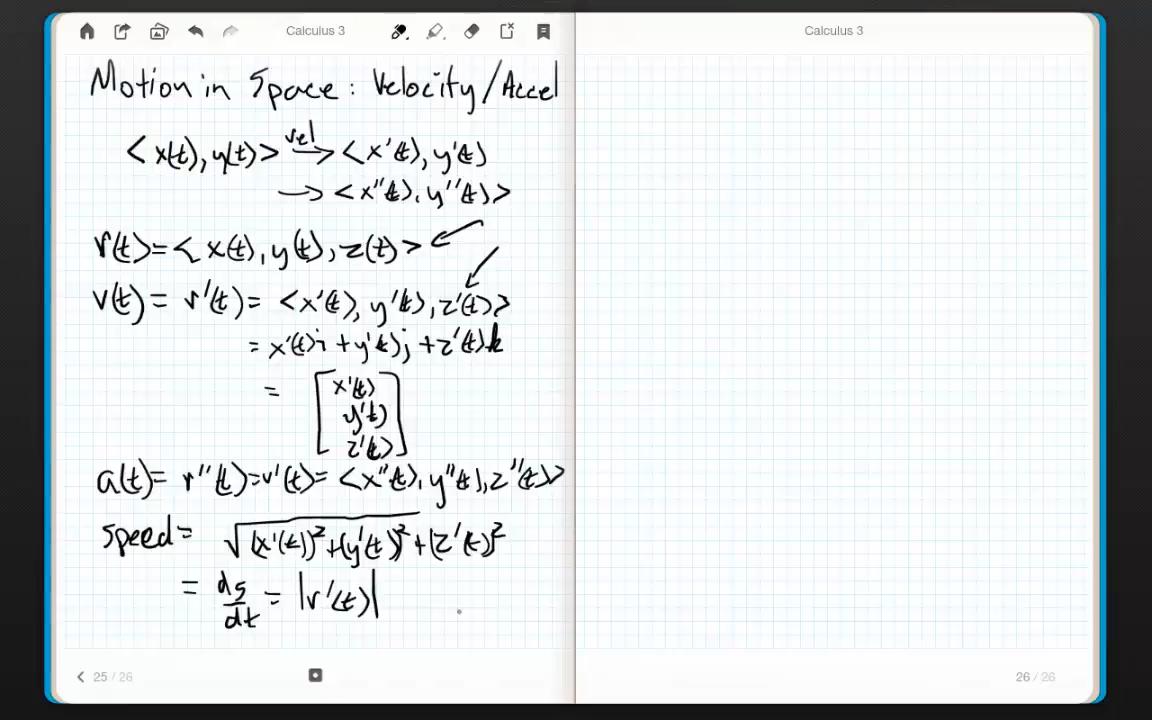 Calculus 3
Calculus 3
Motion in Space: Velocity/Accel
<x(t), y(t)> vel→ <x'(t), y'(t)
→ <x''(t), y''(t)>
r(t)=<x(t), y(t), z(t)> ←
v(t) = r'(t) = <x'(t), y'(t), z'(t)>
= x'(t)i + y'(t)j + z'(t)k
= [x'(t)
y'(t)
z'(t)]
a(t)= r''(t)=v'(t)= <x''(t), y''(t), z''(t)>
speed= √(x'(t))²+(y'(t))²+(z'(t))²
= ds/dt = |r'(t)|
25 / 26
26 / 26